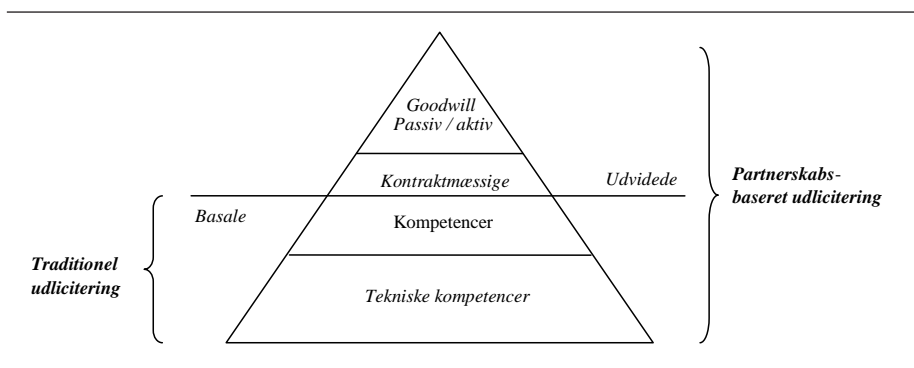 Goodwill
Passiv / aktiv
Kontraktmæssige
Udvidede
Basale
Kompetencer
Tekniske kompetencer
Traditionel
udlicitering
Partnerskabs-
baseret udlicitering